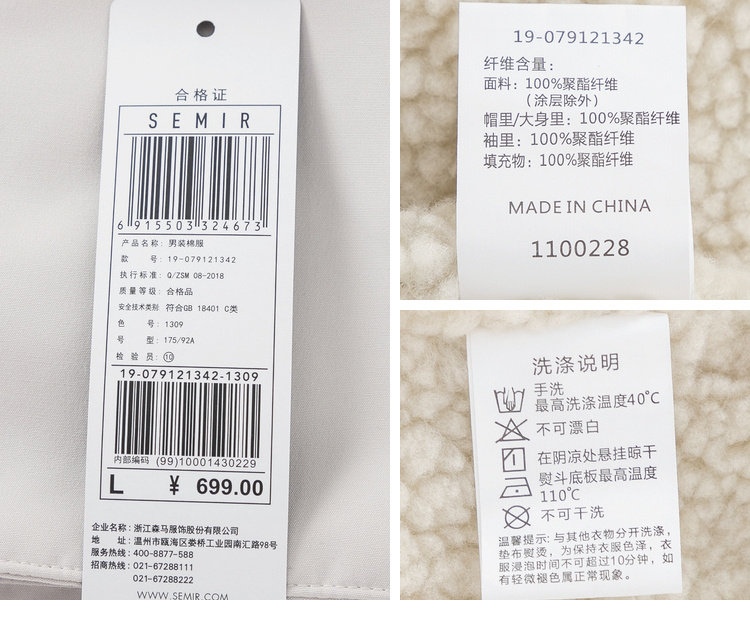 合格证
SEMIR
6 915503 324673
产品名称: 男装棉服
款 号: 19-079121342
执行标准: Q/ZSM 08-2018
质量等级: 合格品
安全技术类别 符合GB 18401 C类
色 号: 1309
号 型: 175/92A
检 验 员: ⑩
19-079121342-1309
内部编码 (99)10001430229
L ¥ 699.00
企业名称: 浙江森马服饰股份有限公司
地 址: 温州市瓯海区娄桥工业园南汇路98号
服务热线: 400-8877-588
招商热线: 021-67288111
021-67288222
WWW.SEMIR.COM
19-079121342
纤维含量:
面料: 100%聚酯纤维
(涂层除外)
帽里/大身里: 100%聚酯纤维
袖里: 100%聚酯纤维
填充物: 100%聚酯纤维
MADE IN CHINA
1100228
洗涤说明
手洗
最高洗涤温度40℃
不可漂白
在阴凉处悬挂晾干
熨斗底板最高温度
110℃
不可干洗
温馨提示: 与其他衣物分开洗涤,
垫布熨烫, 为保持衣服色泽, 衣
服浸泡时间不可超过10分钟, 如
有轻微褪色属正常现象。